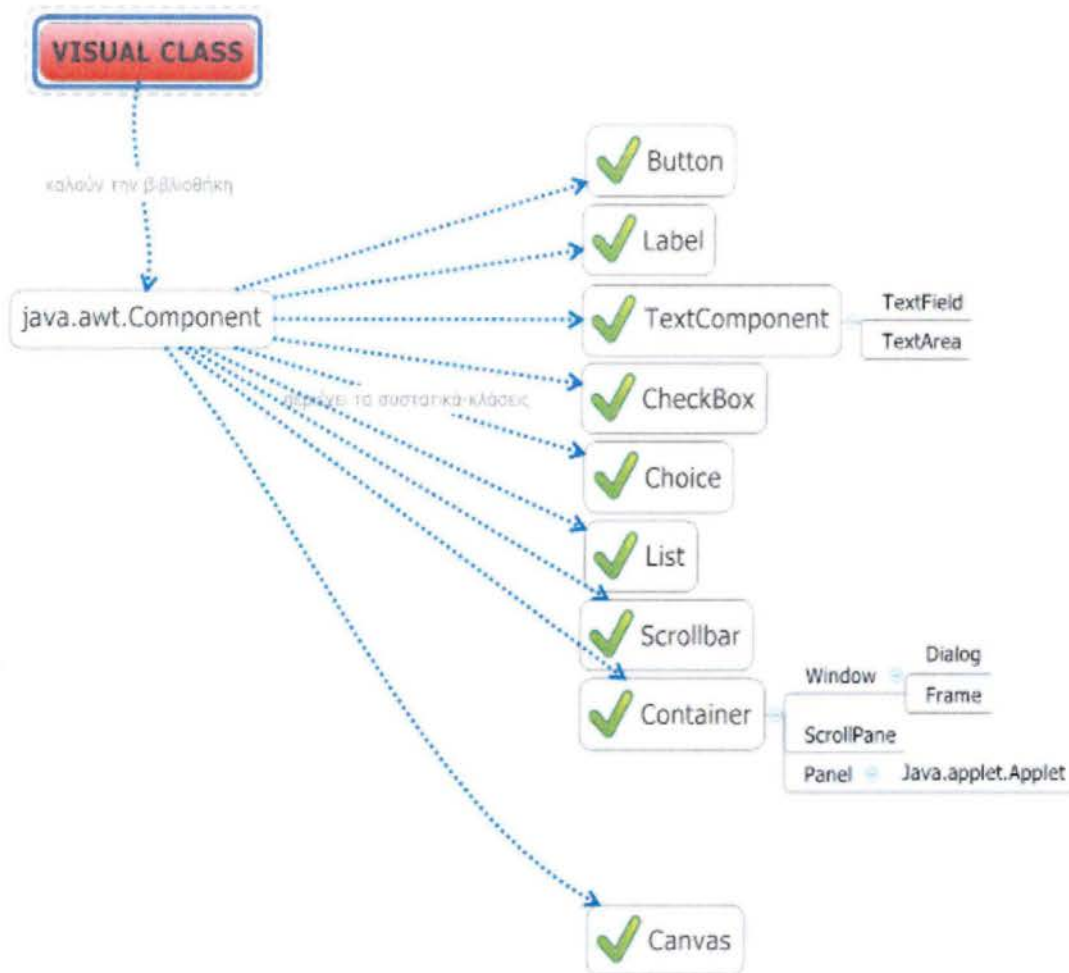 VISUAL CLASS
καλούν την βιβλιοθήκη
java.awt.Component
περιέχει τα συστατικά-κλάσεις
Button
Label
TextComponent
TextField
TextArea
CheckBox
Choice
List
Scrollbar
Container
Window
Dialog
Frame
ScrollPane
Panel
Java.applet.Applet
Canvas